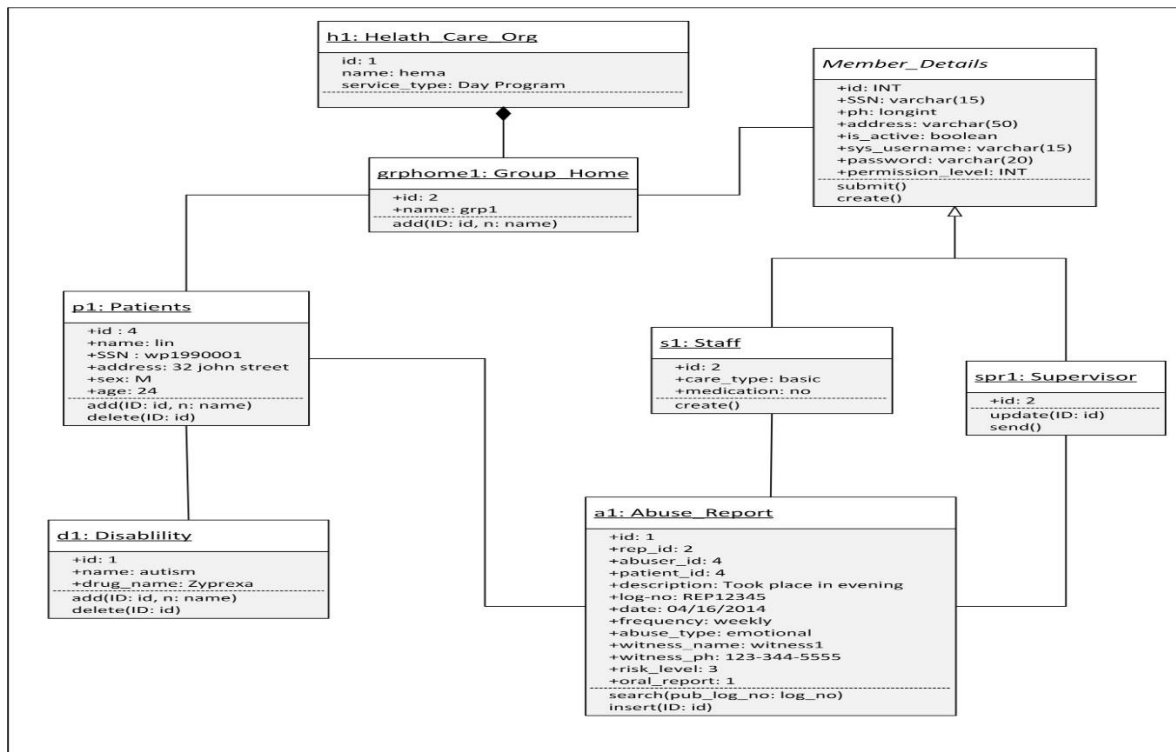 h1: Helath_Care_Org
id: 1
name: hema
service_type: Day Program
Member_Details
+id: INT
+SSN: varchar(15)
+ph: longint
+address: varchar(50)
+is_active: boolean
+sys_username: varchar(15)
+password: varchar(20)
+permission_level: INT
submit()
create()
grphome1: Group_Home
+id: 2
+name: grp1
add(ID: id, n: name)
p1: Patients
+id : 4
+name: lin
+SSN : wp1990001
+address: 32 john street
+sex: M
+age: 24
add(ID: id, n: name)
delete(ID: id)
s1: Staff
+id: 2
+care_type: basic
+medication: no
create()
spr1: Supervisor
+id: 2
update(ID: id)
send()
d1: Disablility
+id: 1
+name: autism
+drug_name: Zyprexa
add(ID: id, n: name)
delete(ID: id)
a1: Abuse_Report
+id: 1
+rep_id: 2
+abuser_id: 4
+patient_id: 4
+description: Took place in evening
+log-no: REP12345
+date: 04/16/2014
+frequency: weekly
+abuse_type: emotional
+witness_name: witness1
+witness_ph: 123-344-5555
+risk_level: 3
+oral_report: 1
search(pub_log_no: log_no)
insert(ID: id)